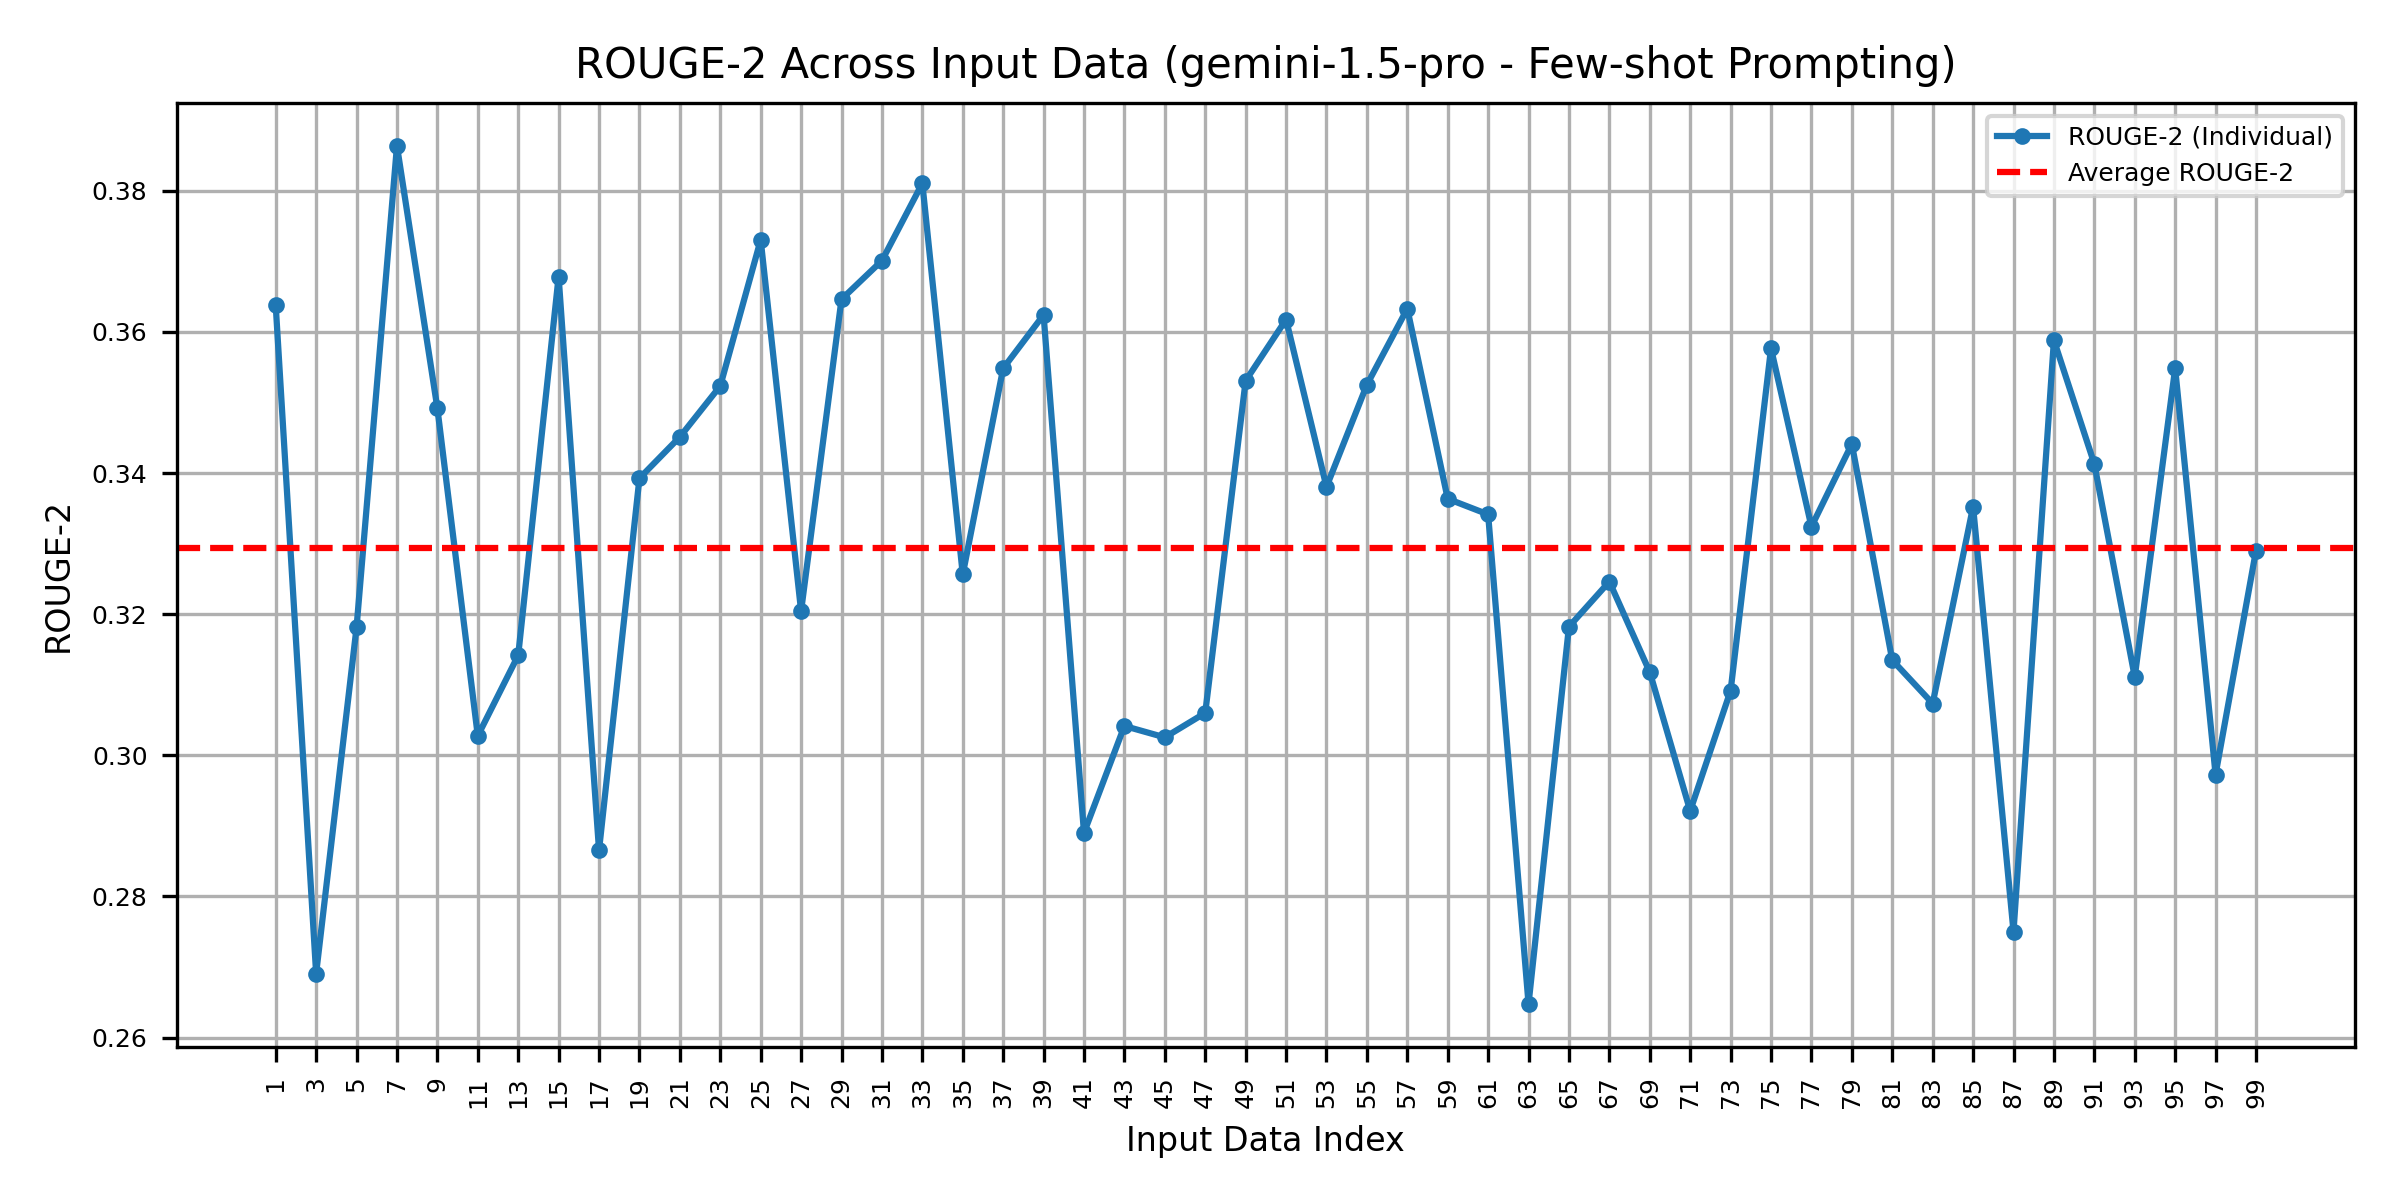 ROUGE-2 Across Input Data (gemini-1.5-pro - Few-shot Prompting)
ROUGE-2 (Individual)
Average ROUGE-2
ROUGE-2
0.38
0.36
0.34
0.32
0.30
0.28
0.26
1 3 5 7 9 11 13 15 17 19 21 23 25 27 29 31 33 35 37 39 41 43 45 47 49 51 53 55 57 59 61 63 65 67 69 71 73 75 77 79 81 83 85 87 89 91 93 95 97 99
Input Data Index